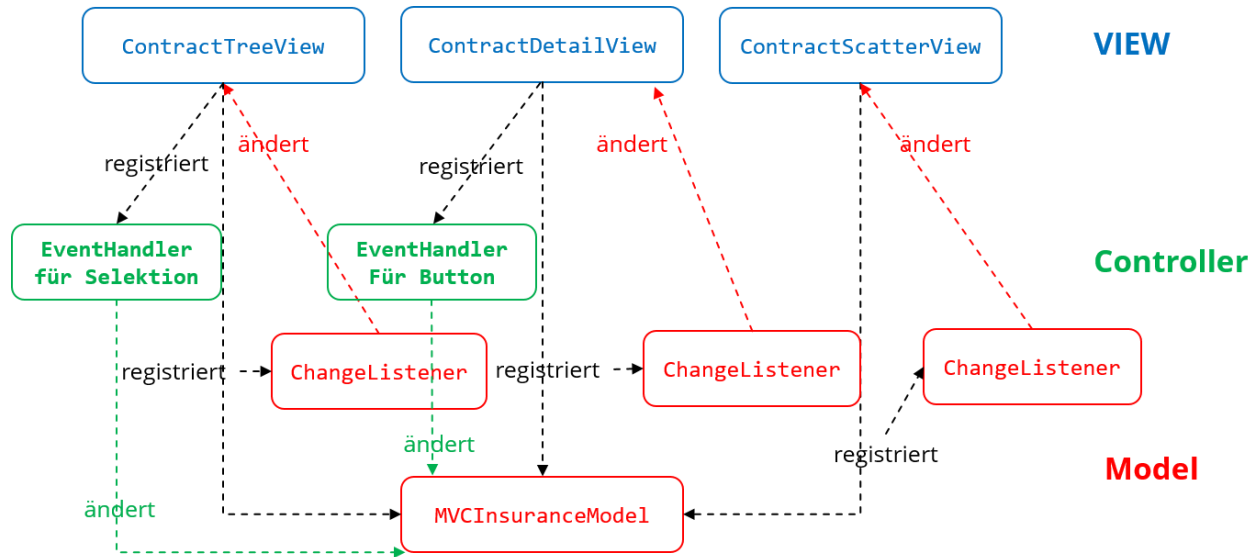 ContractTreeView
ContractDetailView
ContractScatterView
VIEW
registriert
ändert
registriert
ändert
ändert
EventHandler
für Selektion
EventHandler
Für Button
Controller
registriert
ChangeListener
registriert
ChangeListener
ChangeListener
registriert
ändert
Model
ändert
MVCInsuranceModel